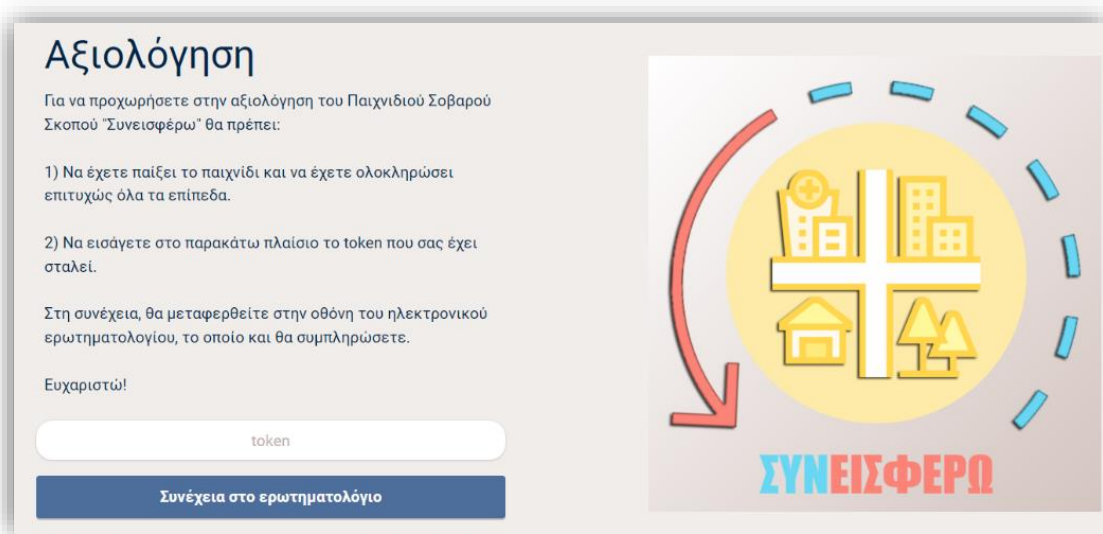 Αξιολόγηση
Για να προχωρήσετε στην αξιολόγηση του Παιχνιδιού Σοβαρού
Σκοπού "Συνεισφέρω" θα πρέπει:
1) Να έχετε παίξει το παιχνίδι και να έχετε ολοκληρώσει
επιτυχώς όλα τα επίπεδα.
2) Να εισάγετε στο παρακάτω πλαίσιο το token που σας έχει
σταλεί.
Στη συνέχεια, θα μεταφερθείτε στην οθόνη του ηλεκτρονικού
ερωτηματολογίου, το οποίο και θα συμπληρώσετε.
Ευχαριστώ!
token
Συνέχεια στο ερωτηματολόγιο
ΣΥΝΕΙΣΦΕΡΩ